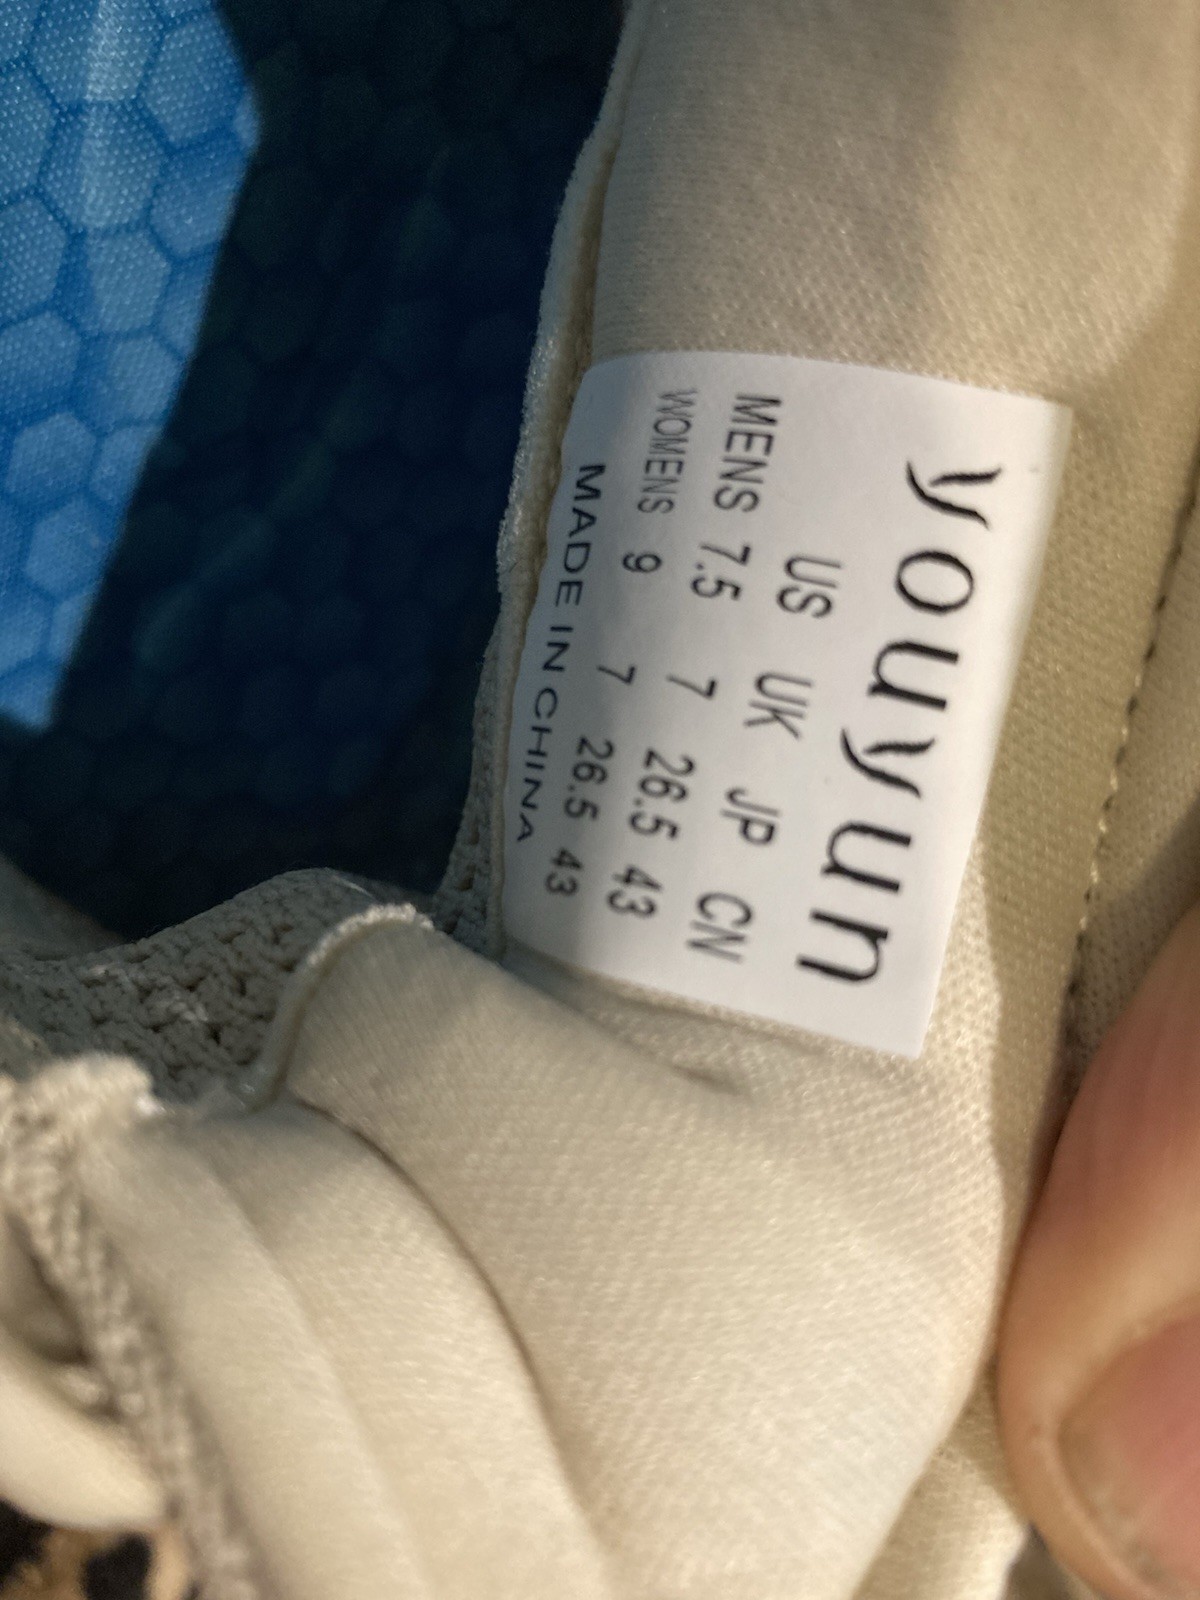 youyun
US UK JP CN
MENS 7.5 7 26.5 43
WOMENS 9 7 26.5 43
MADE IN CHINA